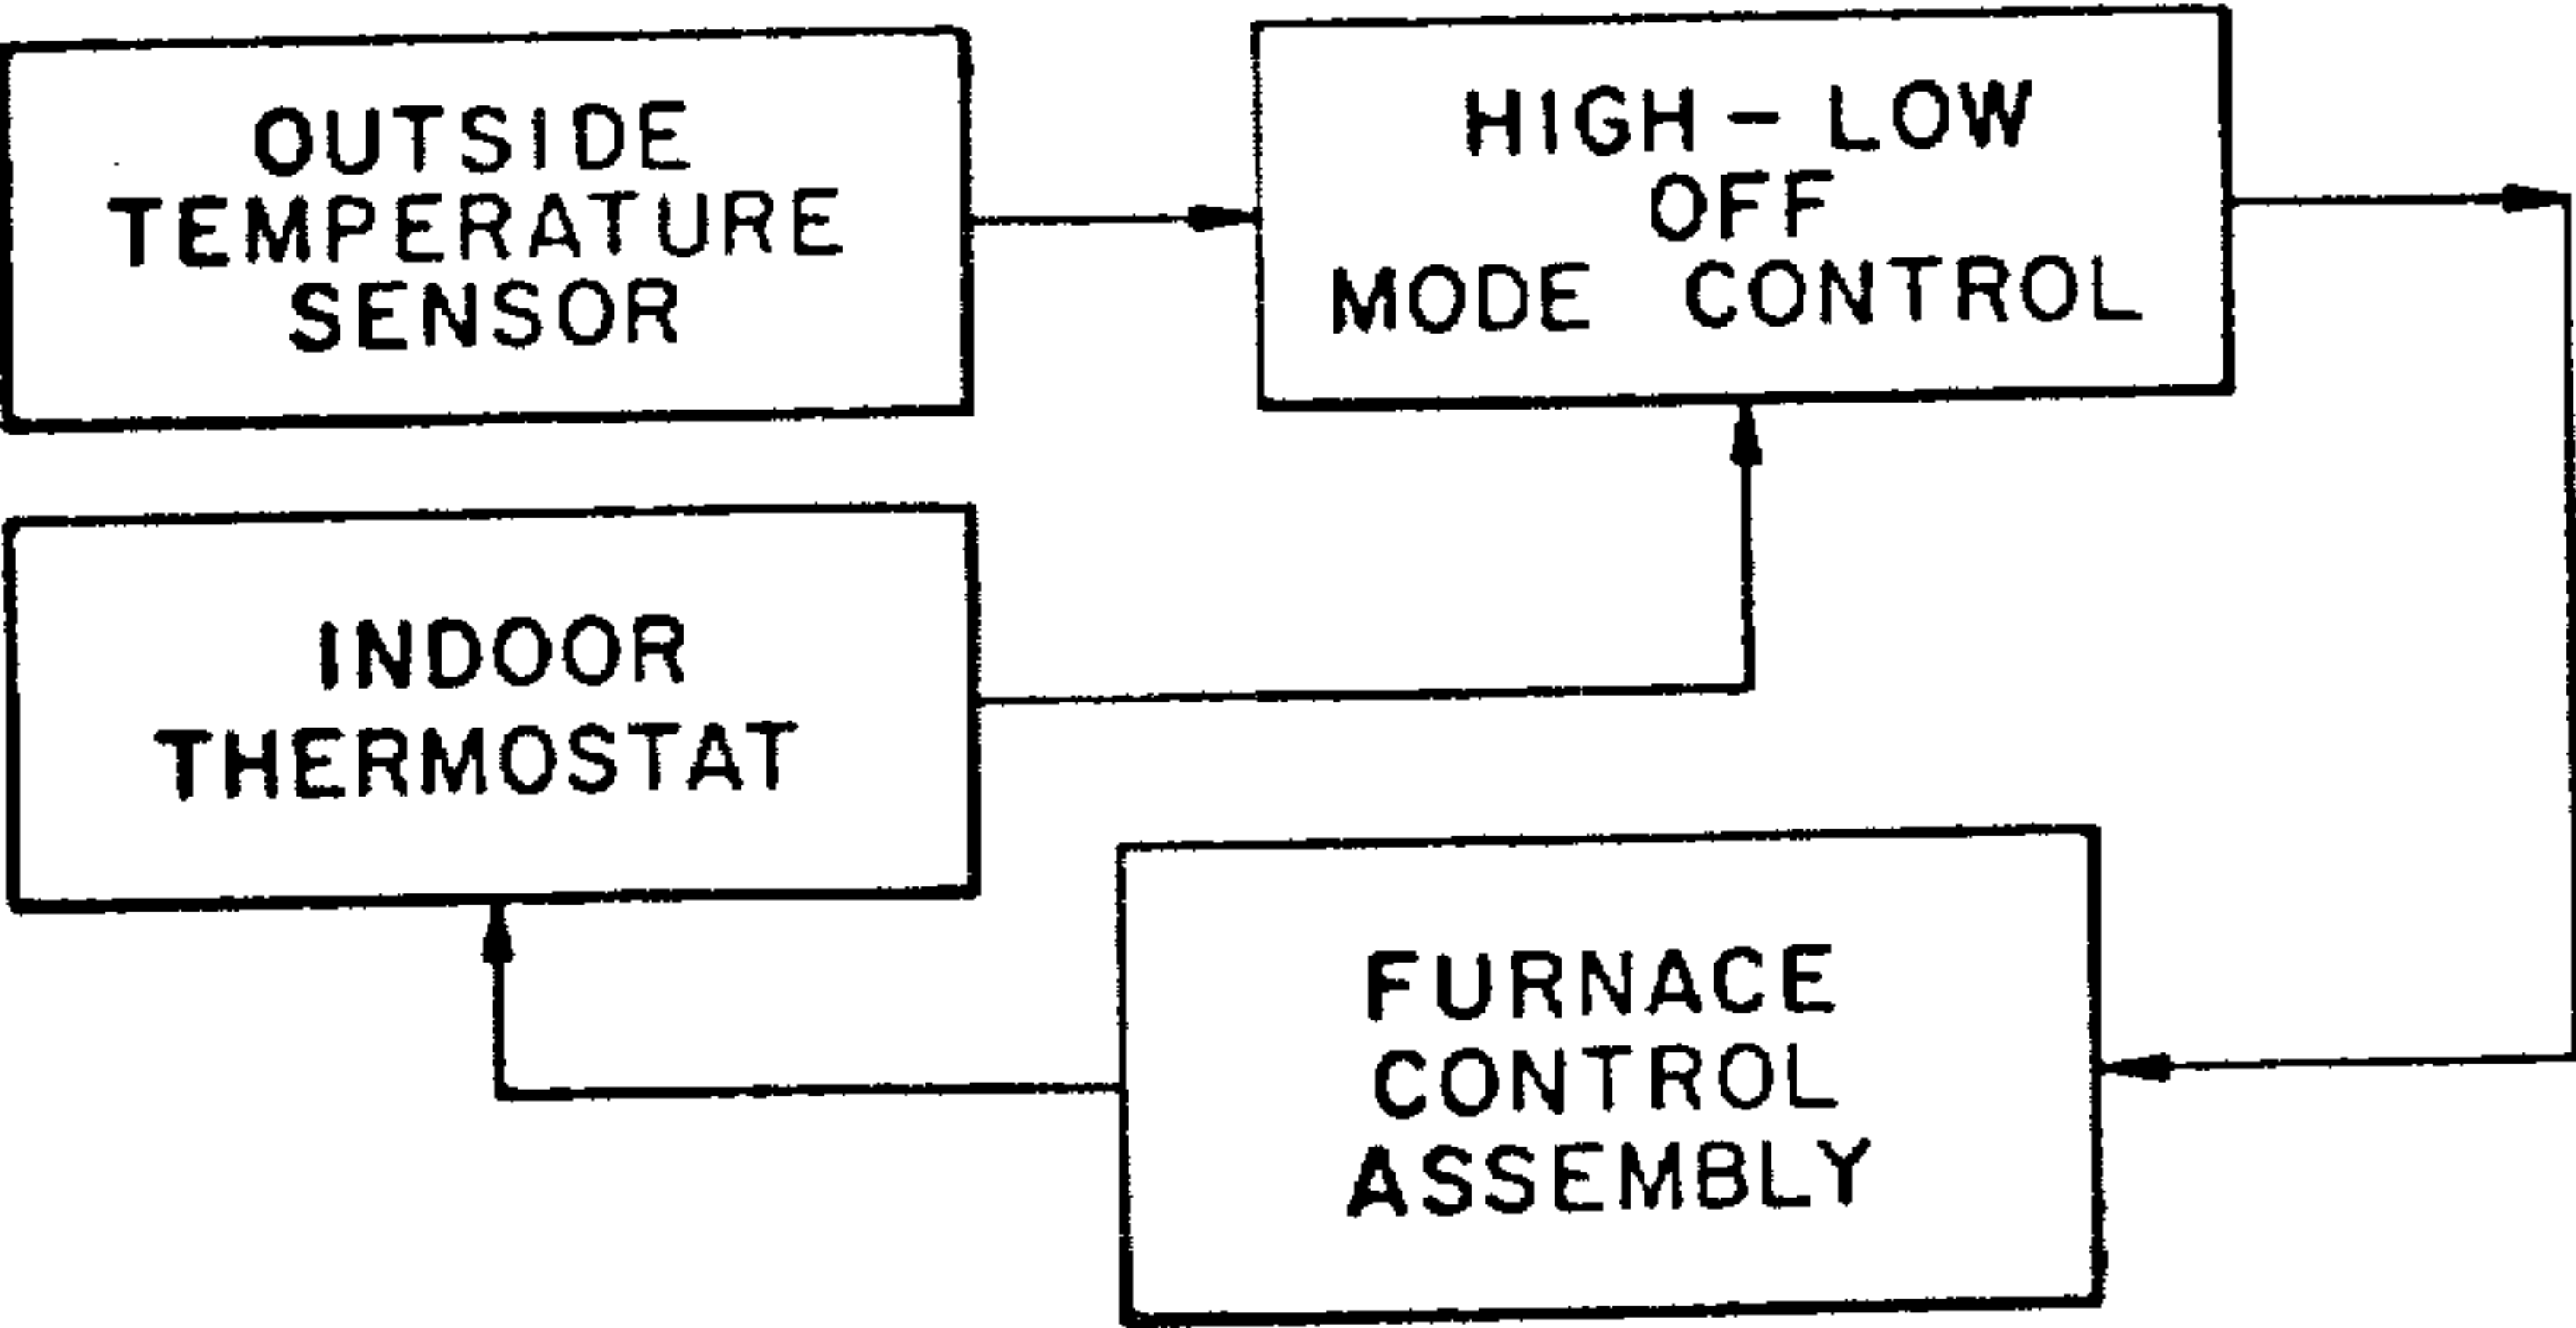 OUTSIDE
TEMPERATURE
SENSOR
HIGH - LOW
OFF
MODE CONTROL
INDOOR
THERMOSTAT
FURNACE
CONTROL
ASSEMBLY